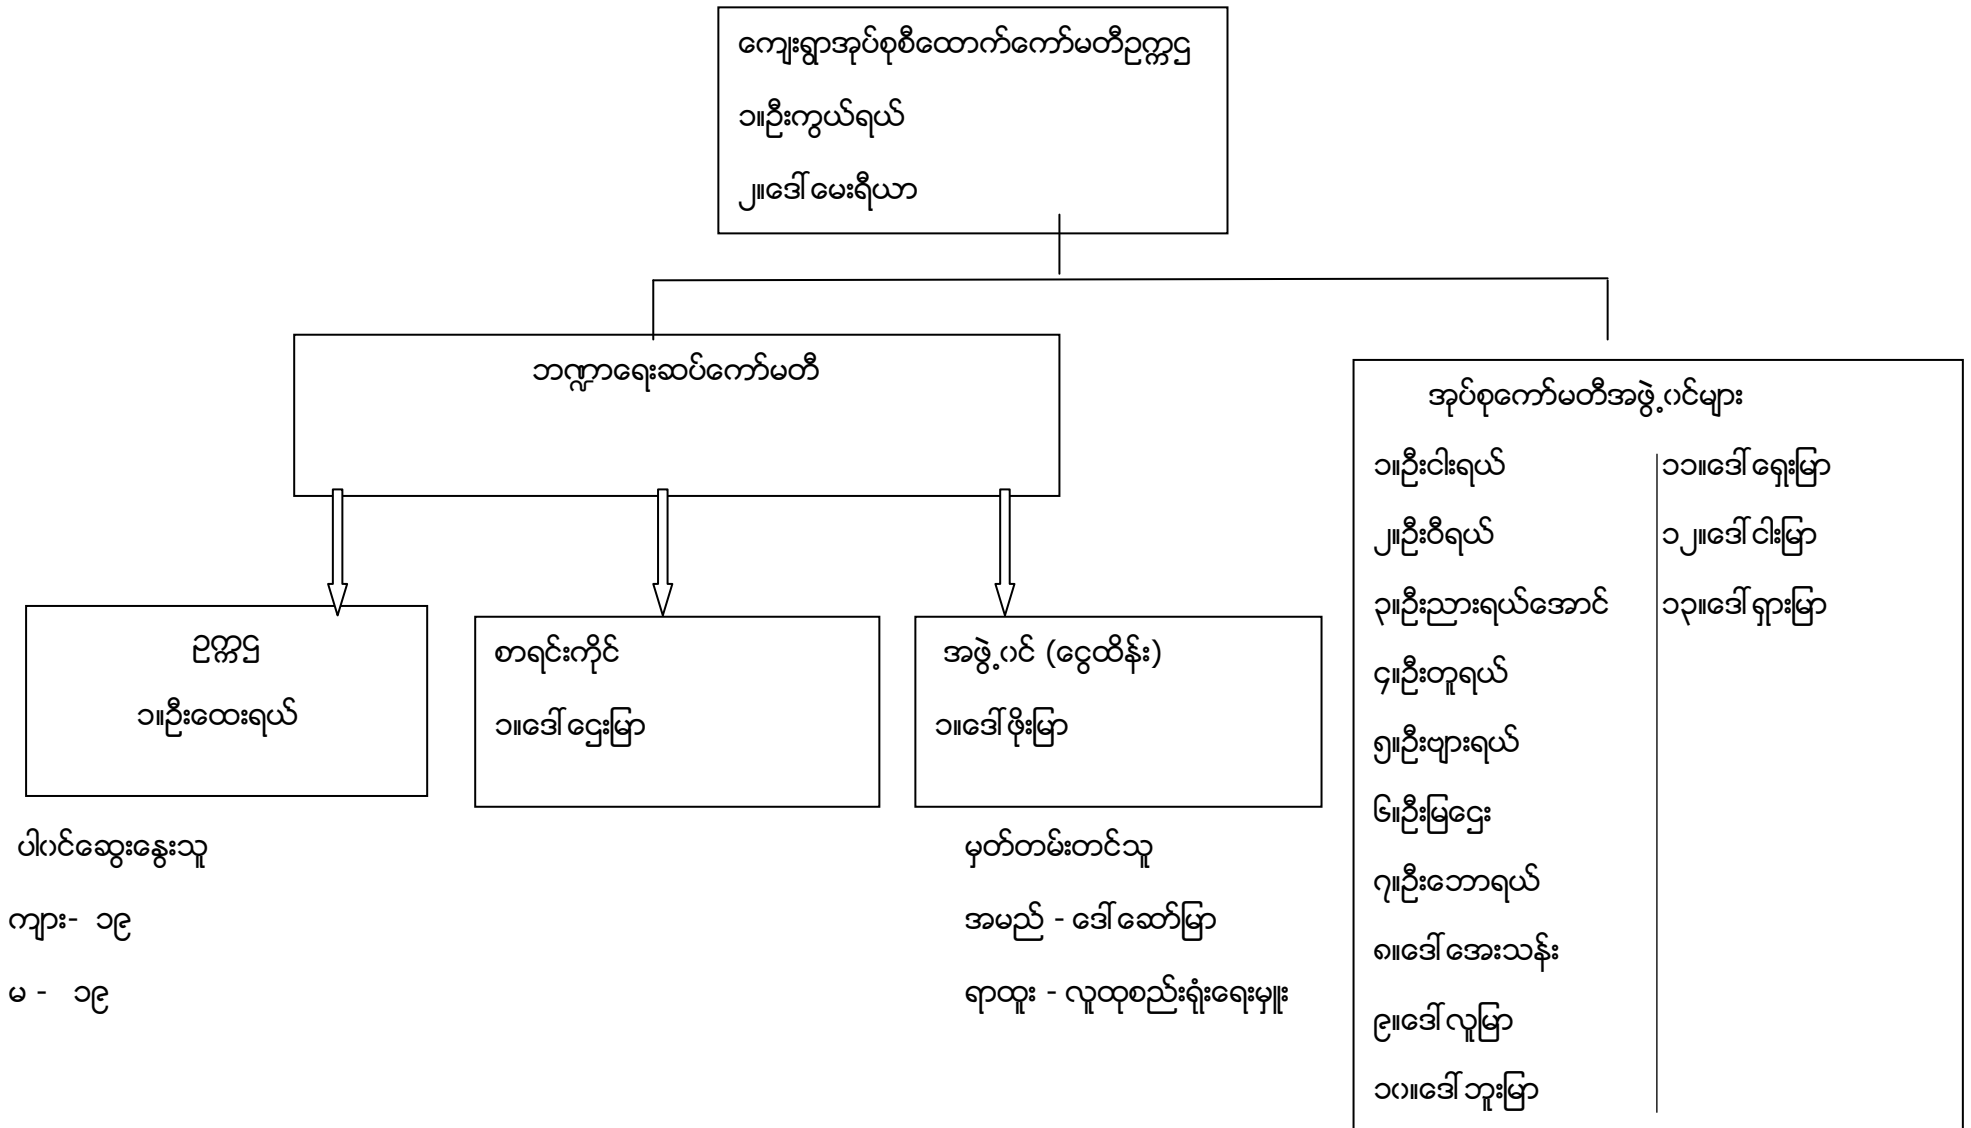 ကျေးရွာအုပ်စုစီထောက်ကော်မတီဥက္ကဌ
၁။ဦးကွယ်ရယ်
၂။ဒေါ်မေးရီယာ
ဘဏ္ဍာရေးဆပ်ကော်မတီ
ဥက္ကဌ
၁။ဦးထေးရယ်
စာရင်းကိုင်
၁။ဒေါ်ဌေးမြာ
အဖွဲ့ဝင် (ငွေထိန်း)
၁။ဒေါ်ဖိုးမြာ
အုပ်စုကော်မတီအဖွဲ့ဝင်များ
၁။ဦးငါးရယ်
၂။ဦးဝီရယ်
၃။ဦးညားရယ်အောင်
၄။ဦးတူရယ်
၅။ဦးဗျားရယ်
၆။ဦးမြဌေး
၇။ဦးဘောရယ်
၈။ဒေါ်အေးသန်း
၉။ဒေါ်လူမြာ
၁၀။ဒေါ်ဘူးမြာ
၁၁။ဒေါ်ရှေးမြာ
၁၂။ဒေါ်ငါးမြာ
၁၃။ဒေါ်ရှားမြာ
ပါဝင်ဆွေးနွေးသူ
ကျား- ၁၉
မ - ၁၉
မှတ်တမ်းတင်သူ
အမည် - ဒေါ်ဆော်မြာ
ရာထူး - လူထုစည်းရုံးရေးမှူး